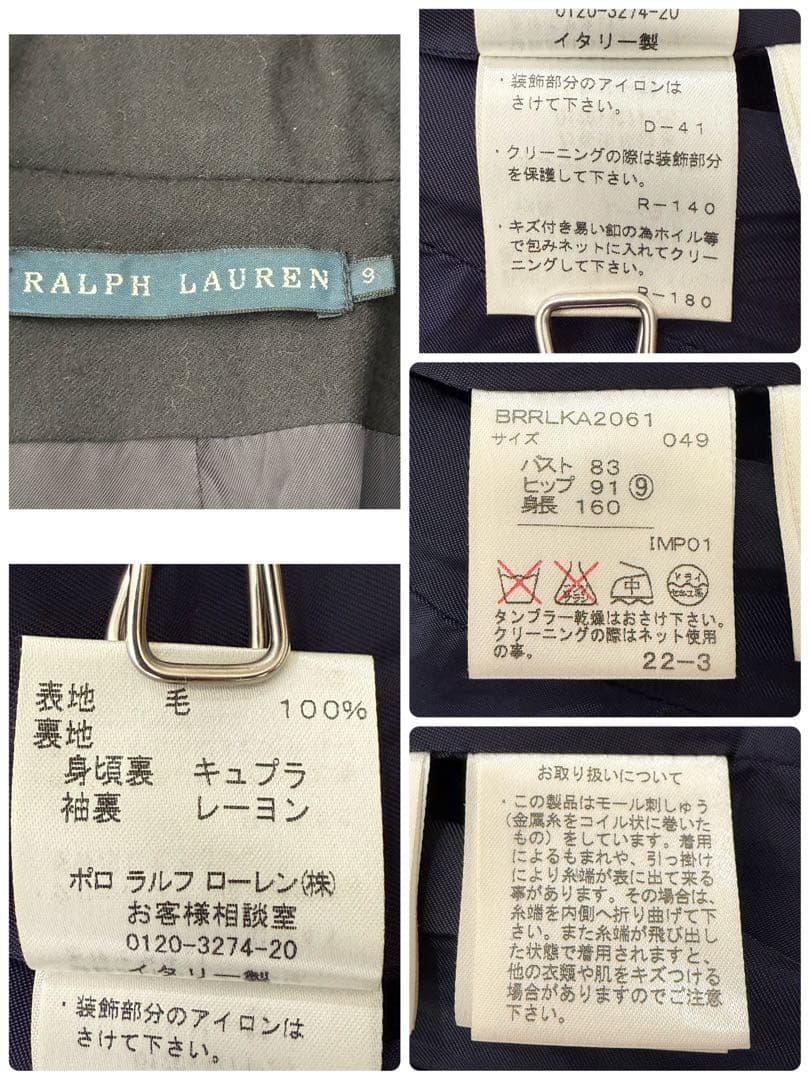 RALPH LAUREN 9
0120-3274-20
イタリー製
・装飾部分のアイロンは
さけて下さい。
D-41
・クリーニングの際は装飾部分
を保護して下さい。
R-140
・キズ付き易い釦の為ホイル等
で包みネットに入れてクリー
ニングして下さい。
R-180
BRRLKA2061
サイズ 049
バスト 83
ヒップ 91 ⑨
身長 160
IMP01
中
ドライ
セキユ系
タンブラー乾燥はおさけ下さい。
クリーニングの際はネット使用
の事。
22-3
表地 毛 100%
裏地
身頃裏 キュプラ
袖裏 レーヨン
ポロ ラルフ ローレン(株)
お客様相談室
0120-3274-20
イタリー製
・装飾部分のアイロンは
さけて下さい。
お取り扱いについて
・この製品はモール刺しゅう
(金属糸をコイル状に巻いた
もの)をしています。着用
によるもまれや、引っ掛け
により糸端が表に出て来る
事があります。その場合は、
糸端を内側へ折り曲げて下
さい。また糸端が飛び出し
た状態で着用されますと、
他の衣類や肌をキズつける
場合がありますのでご注意
下さい。